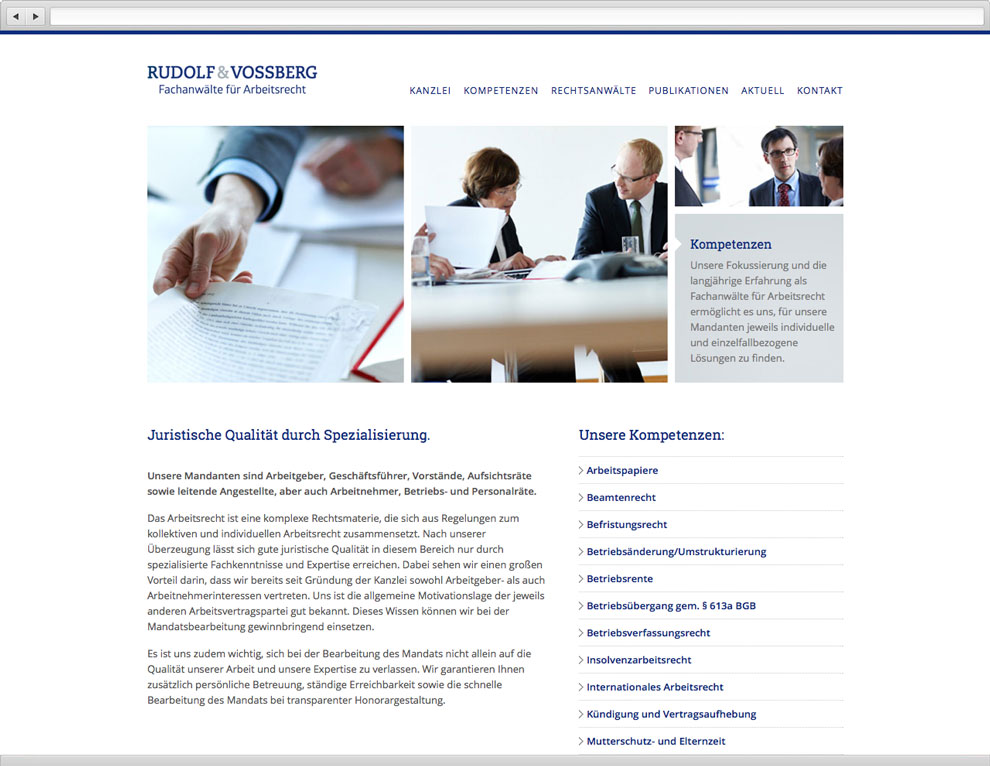 RUDOLF&VOSSBERG
Fachanwälte für Arbeitsrecht
KANZLEI KOMPETENZEN RECHTSANWÄLTE PUBLIKATIONEN AKTUELL KONTAKT
Kompetenzen
Unsere Fokussierung und die
langjährige Erfahrung als
Fachanwälte für Arbeitsrecht
ermöglicht es uns, für unsere
Mandanten jeweils individuelle
und einzelfallbezogene
Lösungen zu finden.
Juristische Qualität durch Spezialisierung.
Unsere Mandanten sind Arbeitgeber, Geschäftsführer, Vorstände, Aufsichtsräte
sowie leitende Angestellte, aber auch Arbeitnehmer, Betriebs- und Personalräte.
Das Arbeitsrecht ist eine komplexe Rechtsmaterie, die sich aus Regelungen zum
kollektiven und individuellen Arbeitsrecht zusammensetzt. Nach unserer
Überzeugung lässt sich gute juristische Qualität in diesem Bereich nur durch
spezialisierte Fachkenntnisse und Expertise erreichen. Dabei sehen wir einen großen
Vorteil darin, dass wir bereits seit Gründung der Kanzlei sowohl Arbeitgeber- als auch
Arbeitnehmerinteressen vertreten. Uns ist die allgemeine Motivationslage der jeweils
anderen Arbeitsvertragspartei gut bekannt. Dieses Wissen können wir bei der
Mandatsbearbeitung gewinnbringend einsetzen.
Es ist uns zudem wichtig, sich bei der Bearbeitung des Mandats nicht allein auf die
Qualität unserer Arbeit und unsere Expertise zu verlassen. Wir garantieren Ihnen
zusätzlich persönliche Betreuung, ständige Erreichbarkeit sowie die schnelle
Bearbeitung des Mandats bei transparenter Honorargestaltung.
Unsere Kompetenzen:
Arbeitspapiere
Beamtenrecht
Befristungsrecht
Betriebsänderung/Umstrukturierung
Betriebsrente
Betriebsübergang gem. § 613a BGB
Betriebsverfassungsrecht
Insolvenzarbeitsrecht
Internationales Arbeitsrecht
Kündigung und Vertragsaufhebung
Mutterschutz- und Elternzeit